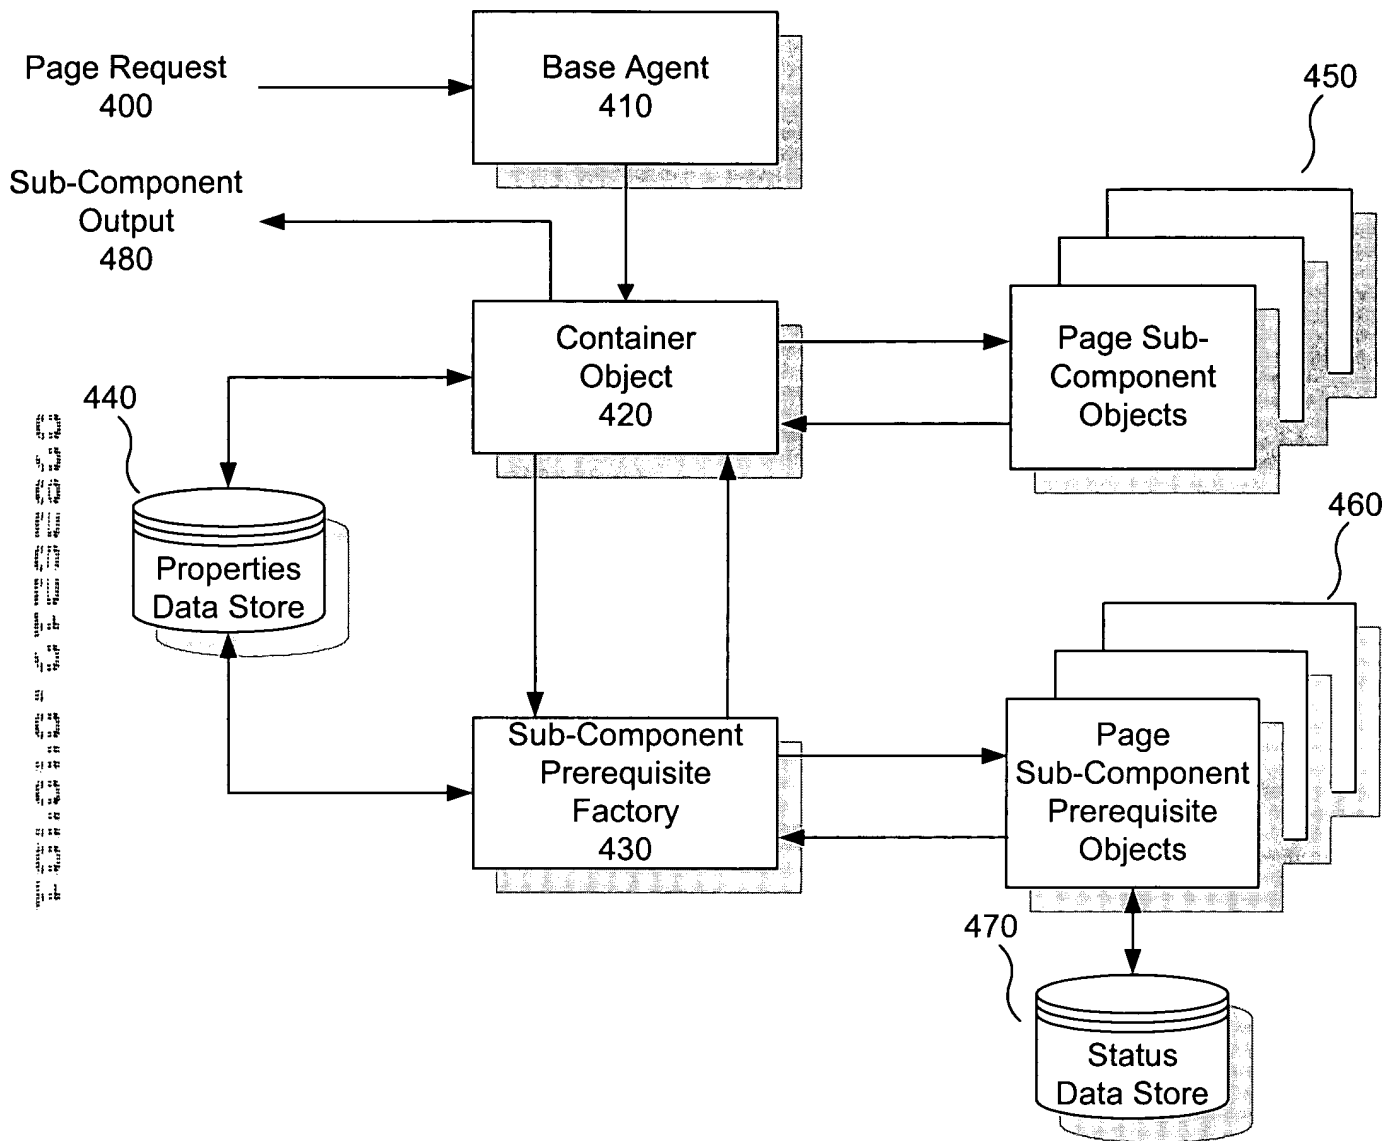 Page Request
400
Base Agent
410
450
Sub-Component
Output
480
Container
Object
420
Page Sub-
Component
Objects
440
Properties
Data Store
460
Sub-Component
Prerequisite
Factory
430
Page
Sub-Component
Prerequisite
Objects
470
Status
Data Store